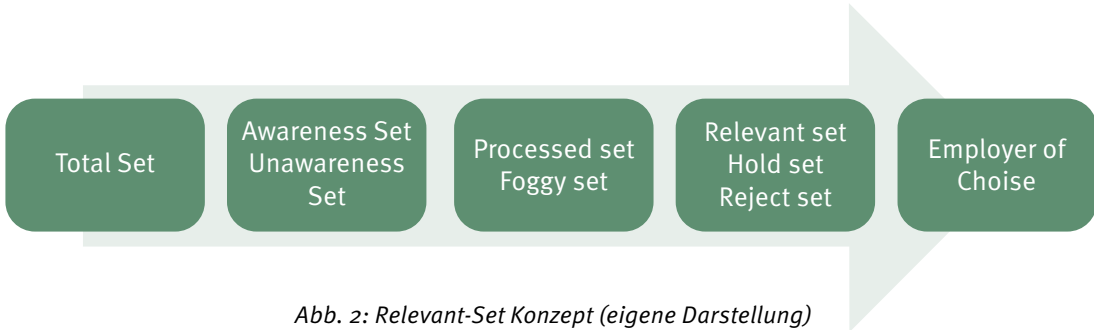 Total Set
Awareness Set
Unawareness
Set
Processed set
Foggy set
Relevant set
Hold set
Reject set
Employer of
Choise
Abb. 2: Relevant-Set Konzept (eigene Darstellung)